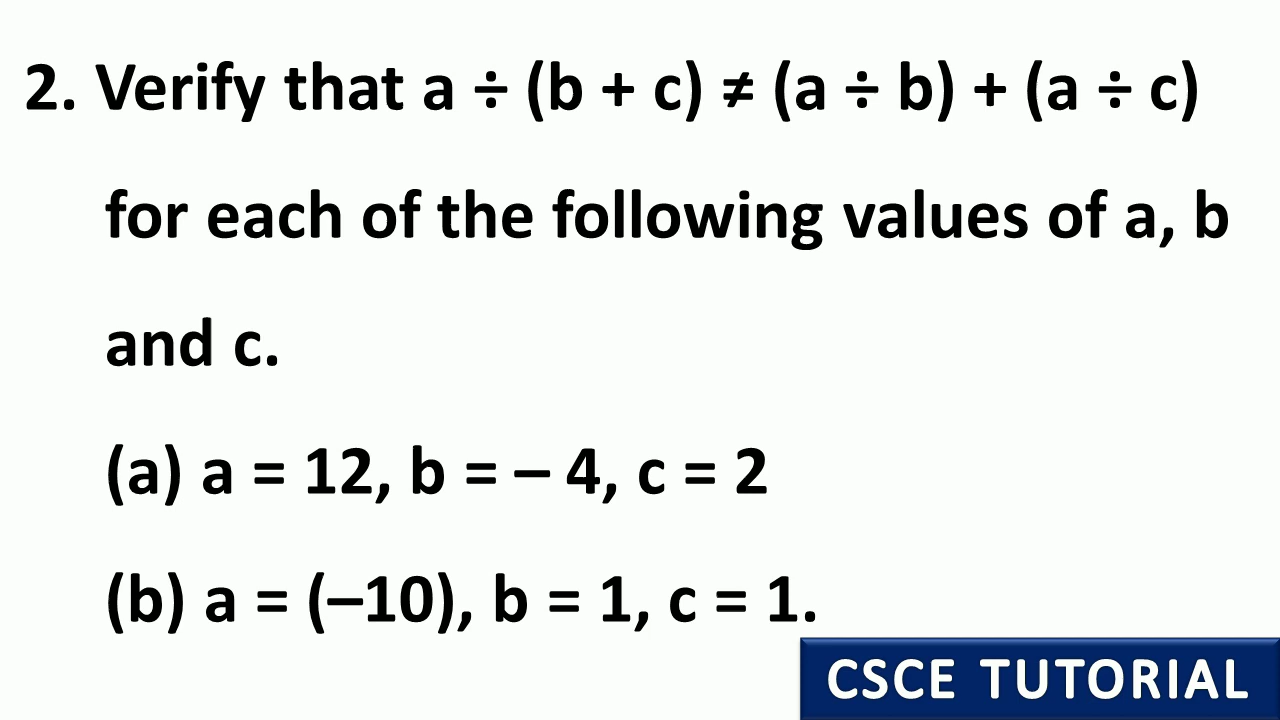 2. Verify that a ÷ (b + c) ≠ (a ÷ b) + (a ÷ c)
for each of the following values of a, b
and c.
(a) a = 12, b = – 4, c = 2
(b) a = (–10), b = 1, c = 1.
CSCE TUTORIAL